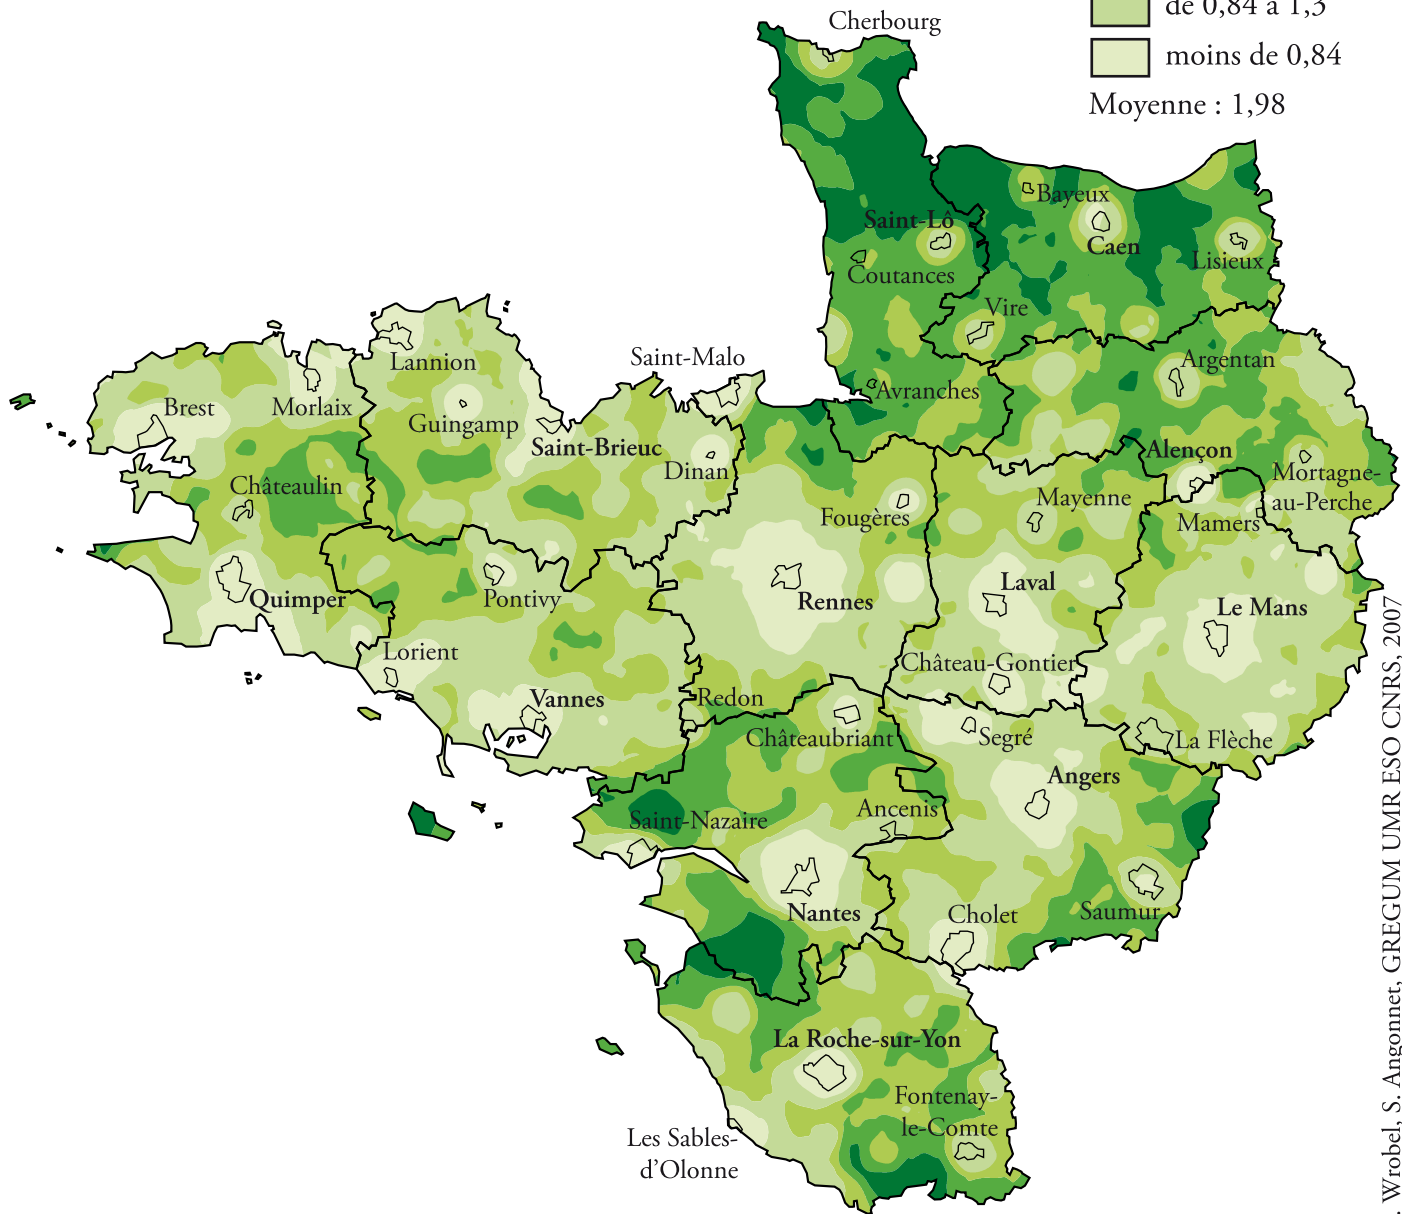 de 0,84 à 1,3
moins de 0,84
Moyenne : 1,98
Cherbourg
Bayeux
Saint-Lô
Caen
Lisieux
Coutances
Vire
Saint-Malo
Lannion
Argentan
Avranches
Brest
Morlaix
Guingamp
Saint-Brieuc
Dinan
Alençon
Mortagne-
au-Perche
Châteaulin
Mayenne
Fougères
Mamers
Quimper
Pontivy
Rennes
Laval
Le Mans
Lorient
Château-Gontier
Vannes
Redon
Châteaubriant
Segré
La Flèche
Angers
Saint-Nazaire
Ancenis
Nantes
Cholet
Saumur
La Roche-sur-Yon
Fontenay-
le-Comte
Les Sables-
d’Olonne
. Wrobel, S. Angonnet, GREGUM UMR ESO CNRS, 2007